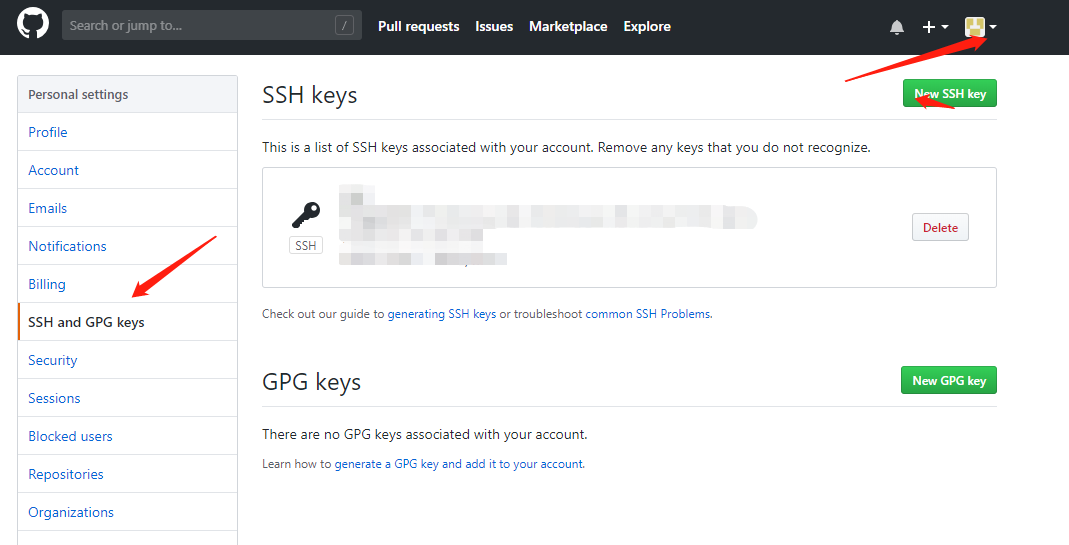 Search or jump to... / Pull requests Issues Marketplace Explore
Personal settings
Profile
Account
Emails
Notifications
Billing
SSH and GPG keys
Security
Sessions
Blocked users
Repositories
Organizations
SSH keys
New SSH key
This is a list of SSH keys associated with your account. Remove any keys that you do not recognize.
SSH
Delete
Check out our guide to generating SSH keys or troubleshoot common SSH Problems.
GPG keys
New GPG key
There are no GPG keys associated with your account.
Learn how to generate a GPG key and add it to your account.